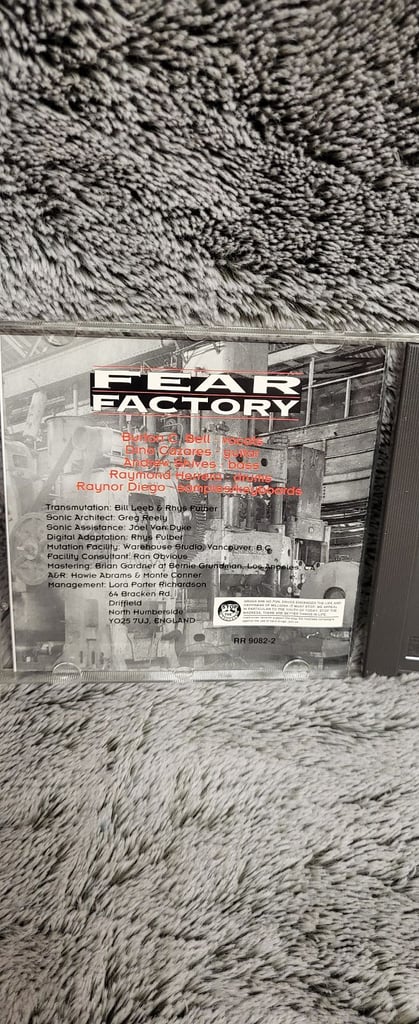 FEAR
FACTORY
Burton C. Bell vocals
Dino Cazares guitar
Andrew Shives bass
Raymond Herrera drums
Raynor Diego samples/keyboards
Transmutation: Bill Leeb & Rhys Fulber
Sonic Architect: Greg Reely
Sonic Assistance: Joel Van Dyke
Digital Adaptation: Rhys Fulber
Mutation Facility: Warehouse Studio, Vancouver, B.C.
Facility Consultant: Ron Obvious
Mastering: Brian Gardner at Bernie Grundman, Los Angeles
A&R: Howie Abrams & Monte Conner
Management: Lora Porter Richardson
64 Bracken Rd.
Driffield
North Humberside
YO25 7UJ, ENGLAND
RR 9082-2